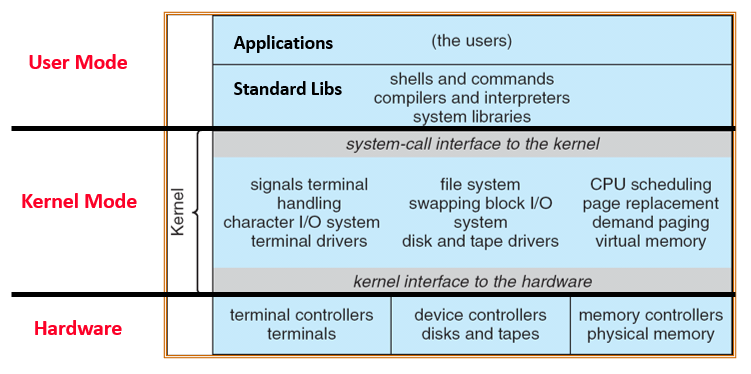 User Mode
Applications
(the users)
Standard Libs
shells and commands
compilers and interpreters
system libraries
Kernel Mode
Kernel
system-call interface to the kernel
signals terminal
handling
character I/O system
terminal drivers
file system
swapping block I/O
system
disk and tape drivers
CPU scheduling
page replacement
demand paging
virtual memory
kernel interface to the hardware
Hardware
terminal controllers
terminals
device controllers
disks and tapes
memory controllers
physical memory